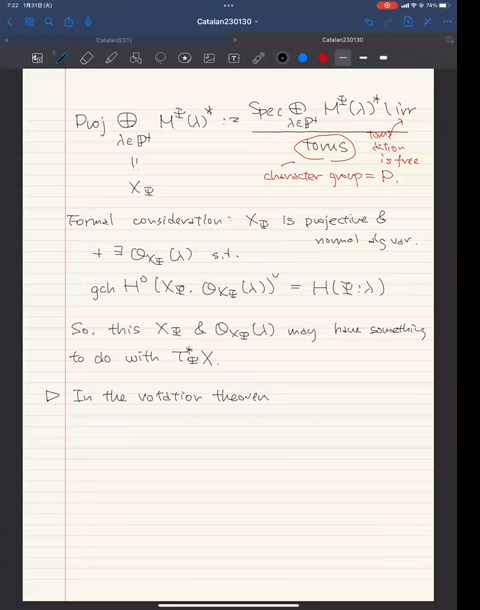 7:22 1月31日(火)
74%
Catalan230130
Catalan(EST)
Catalan230130
Proj ⊕ M^Ψ(λ)^* := Spec ⊕ M^Ψ(λ)^* \ irr
λ∈P^+ λ∈P^+
torus
torus action is free
character group = P.
X_Ψ
Formal consideration: X_Ψ is projective &
normal alg var.
+ ∃ O_{X_Ψ}(λ) s.t.
gch H^0(X_Ψ, O_{X_Ψ}(λ))^∨ = H(Ψ:λ)
So, this X_Ψ & O_{X_Ψ}(λ) may have something
to do with T^*_Ψ X.
▷ In the rotation theorem